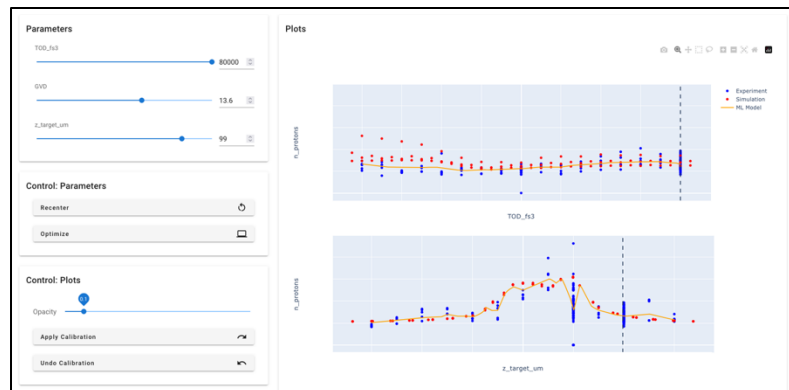 Parameters
TOD_fs3
80000
GVD
13.6
z_target_um
99
Control: Parameters
Recenter
Optimize
Control: Plots
0.1
Opacity
Apply Calibration
Undo Calibration
Plots
Experiment
Simulation
ML Model
n_protons
TOD_fs3
n_protons
z_target_um